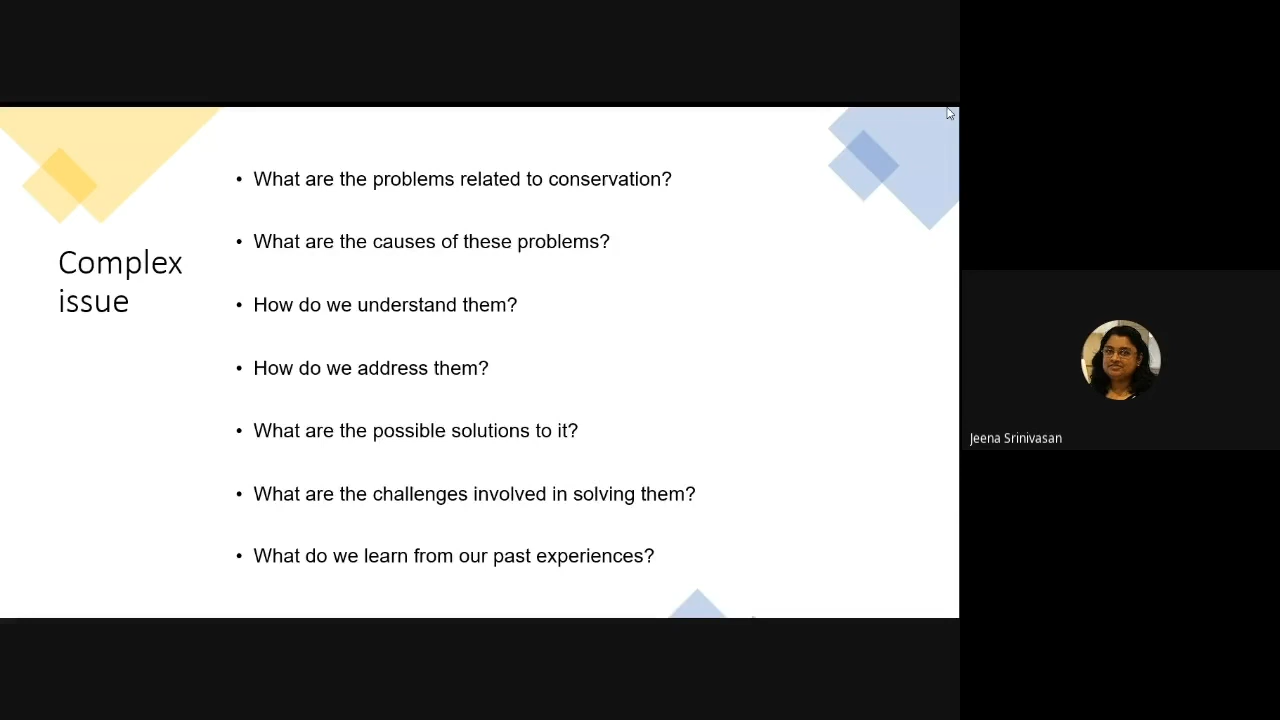 Complex
issue
• What are the problems related to conservation?
• What are the causes of these problems?
• How do we understand them?
• How do we address them?
• What are the possible solutions to it?
• What are the challenges involved in solving them?
• What do we learn from our past experiences?
Jeena Srinivasan